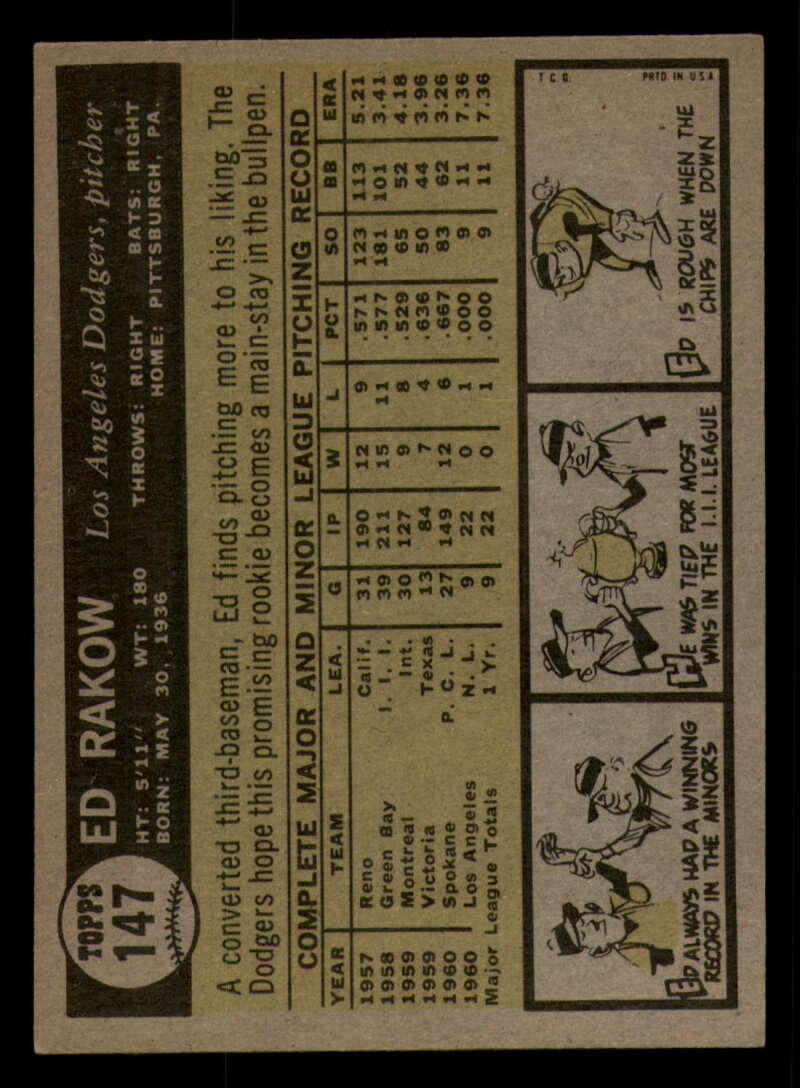 TOPPS
147
ED RAKOW Los Angeles Dodgers, pitcher
HT: 5'11" WT: 180 THROWS: RIGHT BATS: RIGHT
BORN: MAY 30, 1936 HOME: PITTSBURGH, PA.
A converted third-baseman, Ed finds pitching more to his liking. The
Dodgers hope this promising rookie becomes a main-stay in the bullpen.
COMPLETE MAJOR AND MINOR LEAGUE PITCHING RECORD
YEAR TEAM LEA. G IP W L PCT SO BB ERA
1957 Reno Calif. 31 190 12 9 .571 123 113 5.21
1958 Green Bay I. I. I. 39 211 15 11 .577 181 101 3.41
1959 Montreal Int. 30 127 9 8 .529 65 52 4.18
1959 Victoria Texas 13 84 7 4 .636 50 44 3.96
1960 Spokane P. C. L. 27 149 12 6 .667 83 62 3.26
1960 Los Angeles N. L. 9 22 0 1 .000 9 11 7.36
Major League Totals 1 Yr. 9 22 0 1 .000 9 11 7.36
ED ALWAYS HAD A WINNING
RECORD IN THE MINORS
HE WAS TIED FOR MOST
WINS IN THE I.I.I. LEAGUE
T C G PRTD IN USA
ED IS ROUGH WHEN THE
CHIPS ARE DOWN